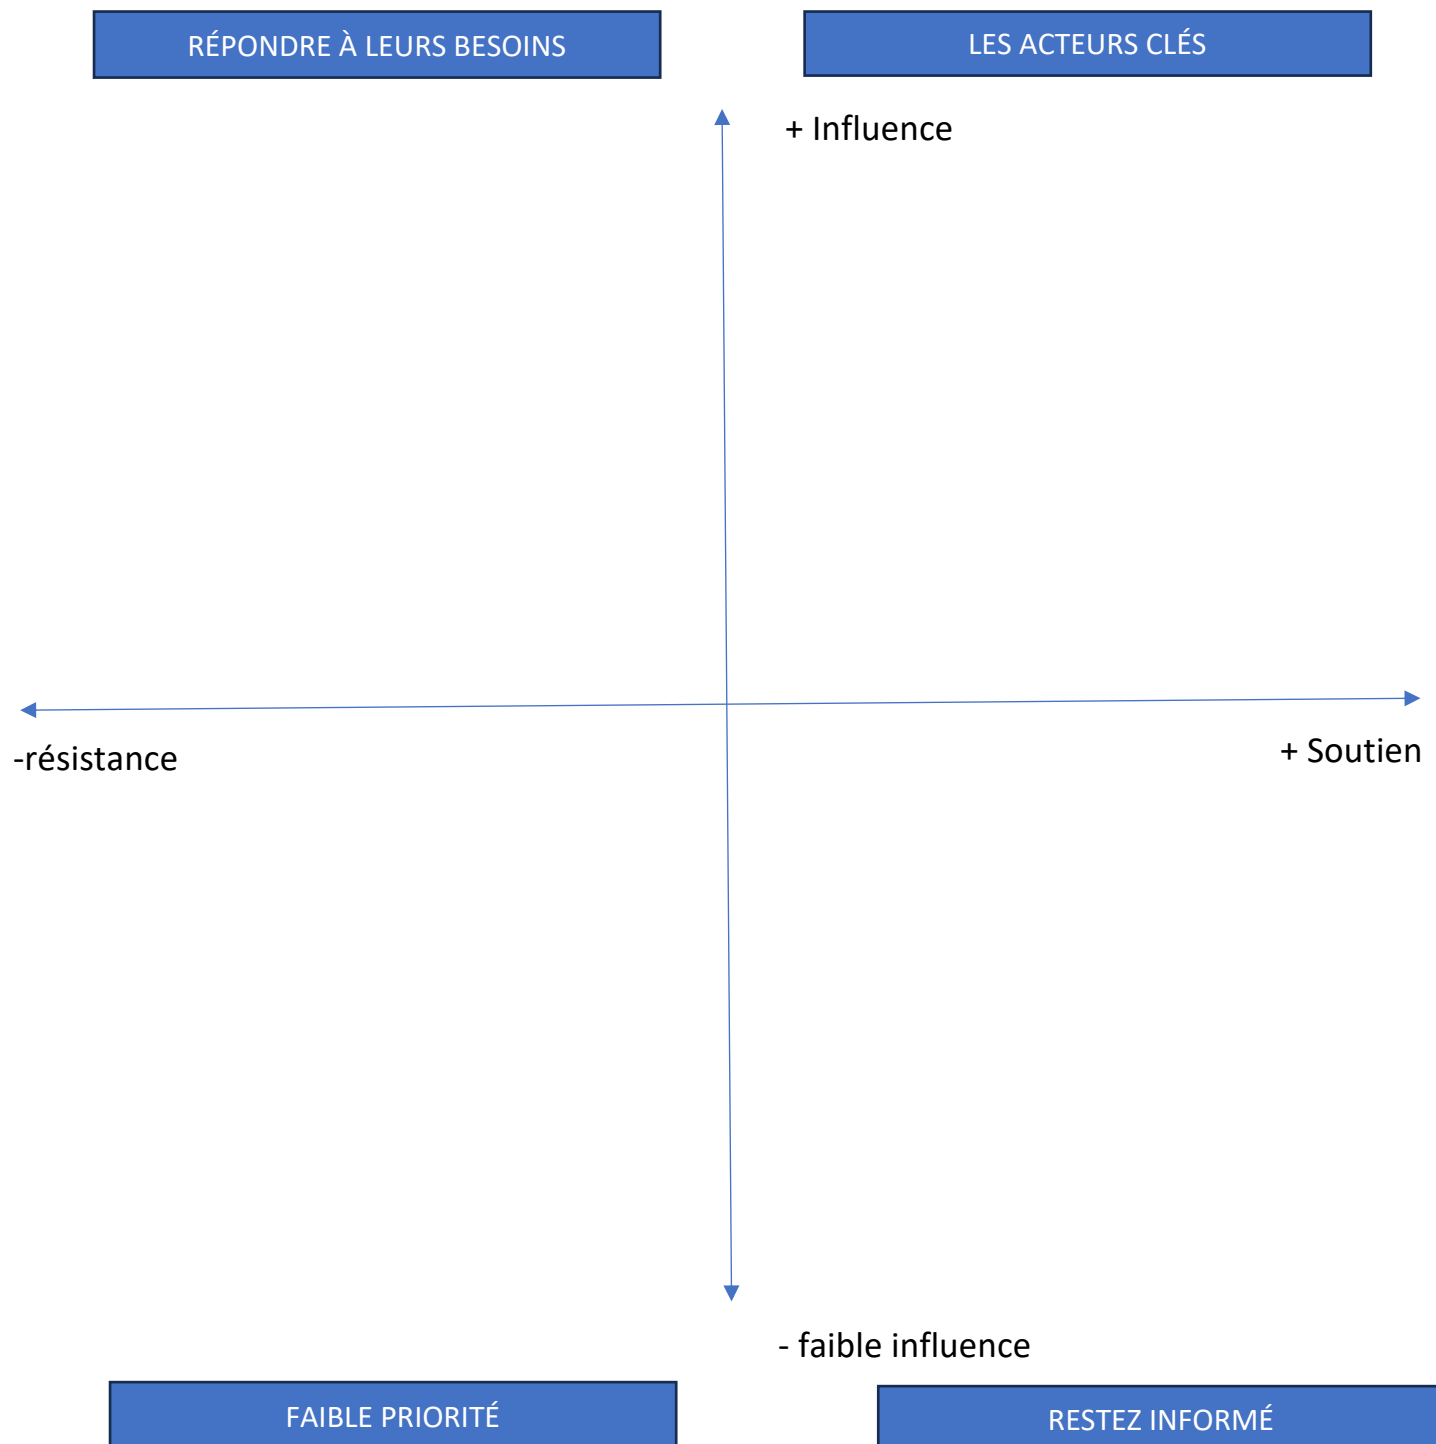 RÉPONDRE À LEURS BESOINS
LES ACTEURS CLÉS
+ Influence
-résistance
+ Soutien
- faible influence
FAIBLE PRIORITÉ
RESTEZ INFORMÉ